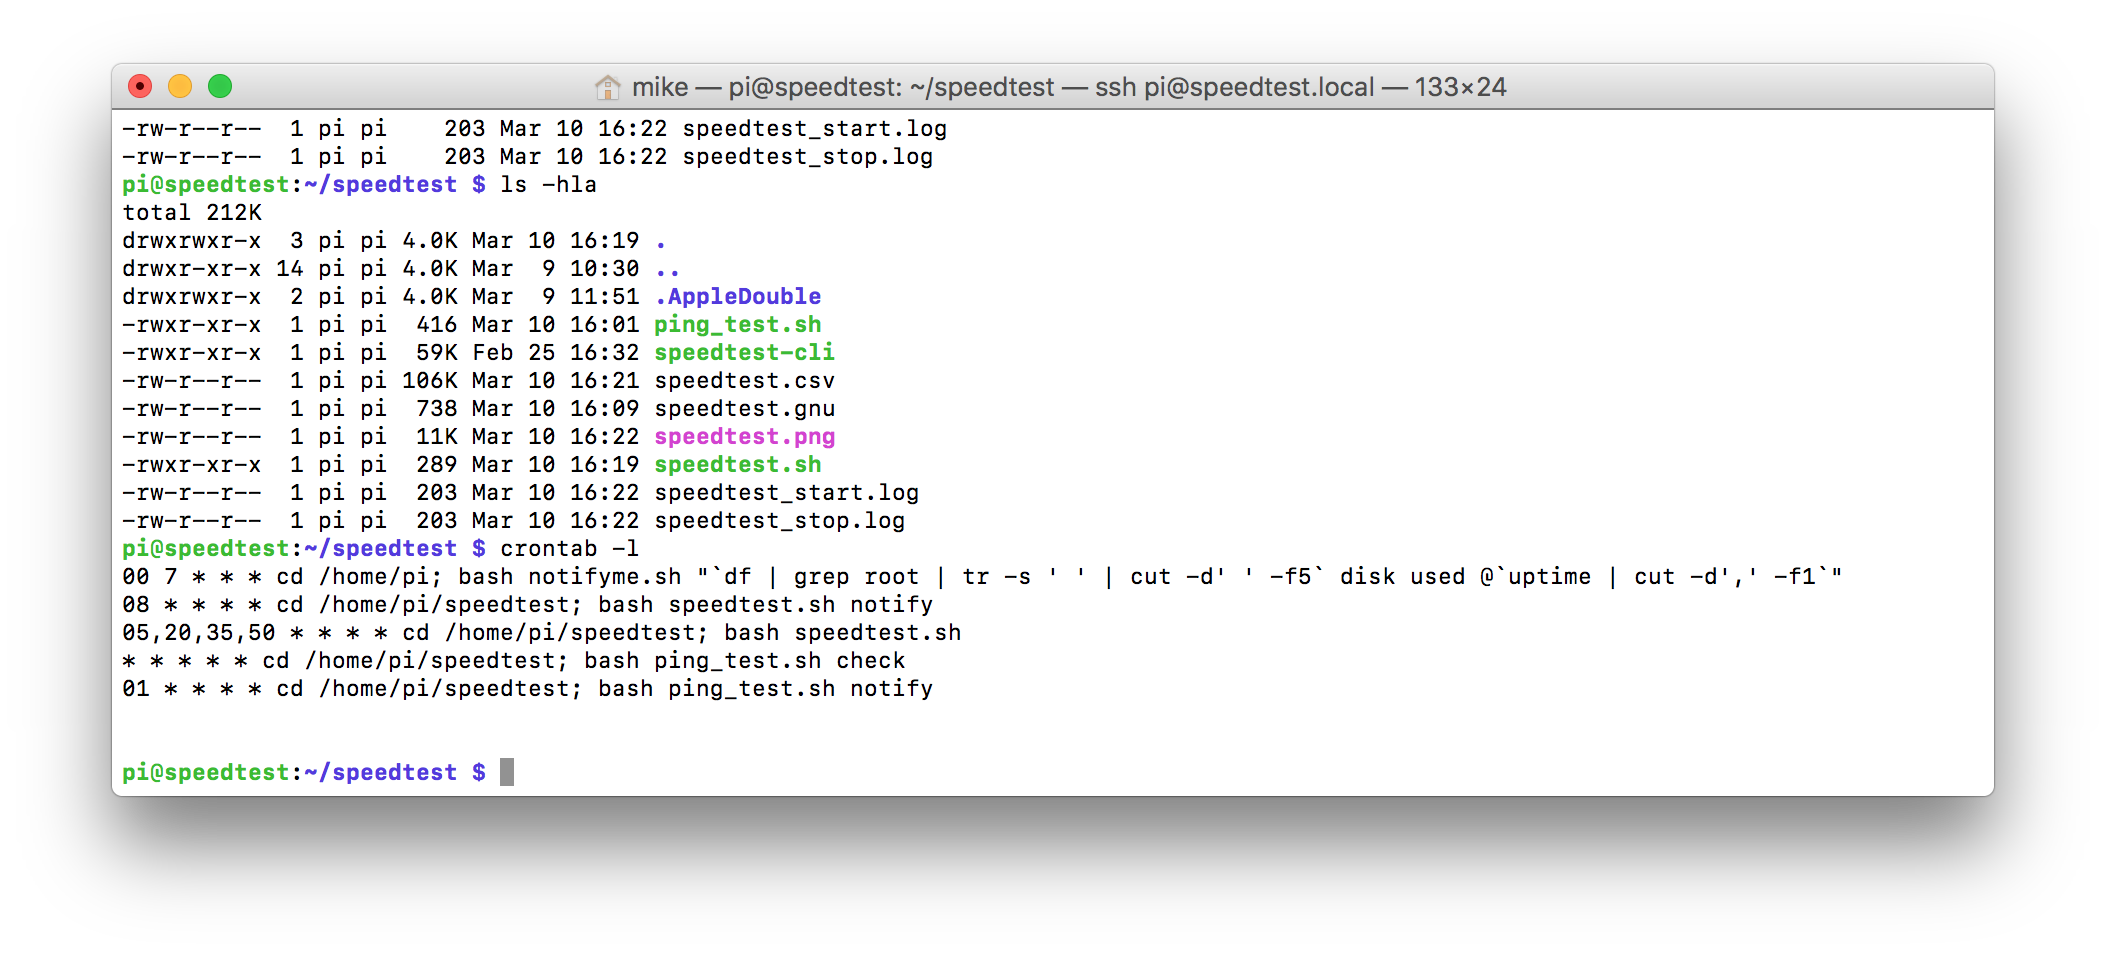 mike — pi@speedtest: ~/speedtest — ssh pi@speedtest.local — 133×24
-rw-r--r--  1 pi pi    203 Mar 10 16:22 speedtest_start.log
-rw-r--r--  1 pi pi    203 Mar 10 16:22 speedtest_stop.log
pi@speedtest:~/speedtest $ ls -hla
total 212K
drwxrwxr-x  3 pi pi 4.0K Mar 10 16:19 .
drwxr-xr-x 14 pi pi 4.0K Mar  9 10:30 ..
drwxrwxr-x  2 pi pi 4.0K Mar  9 11:51 .AppleDouble
-rwxr-xr-x  1 pi pi  416 Mar 10 16:01 ping_test.sh
-rwxr-xr-x  1 pi pi  59K Feb 25 16:32 speedtest-cli
-rw-r--r--  1 pi pi 106K Mar 10 16:21 speedtest.csv
-rw-r--r--  1 pi pi  738 Mar 10 16:09 speedtest.gnu
-rw-r--r--  1 pi pi  11K Mar 10 16:22 speedtest.png
-rwxr-xr-x  1 pi pi  289 Mar 10 16:19 speedtest.sh
-rw-r--r--  1 pi pi  203 Mar 10 16:22 speedtest_start.log
-rw-r--r--  1 pi pi  203 Mar 10 16:22 speedtest_stop.log
pi@speedtest:~/speedtest $ crontab -l
00 7 * * * cd /home/pi; bash notifyme.sh "`df | grep root | tr -s ' ' | cut -d' ' -f5` disk used @`uptime | cut -d',' -f1`"
08 * * * * cd /home/pi/speedtest; bash speedtest.sh notify
05,20,35,50 * * * * cd /home/pi/speedtest; bash speedtest.sh
* * * * * cd /home/pi/speedtest; bash ping_test.sh check
01 * * * * cd /home/pi/speedtest; bash ping_test.sh notify
pi@speedtest:~/speedtest $